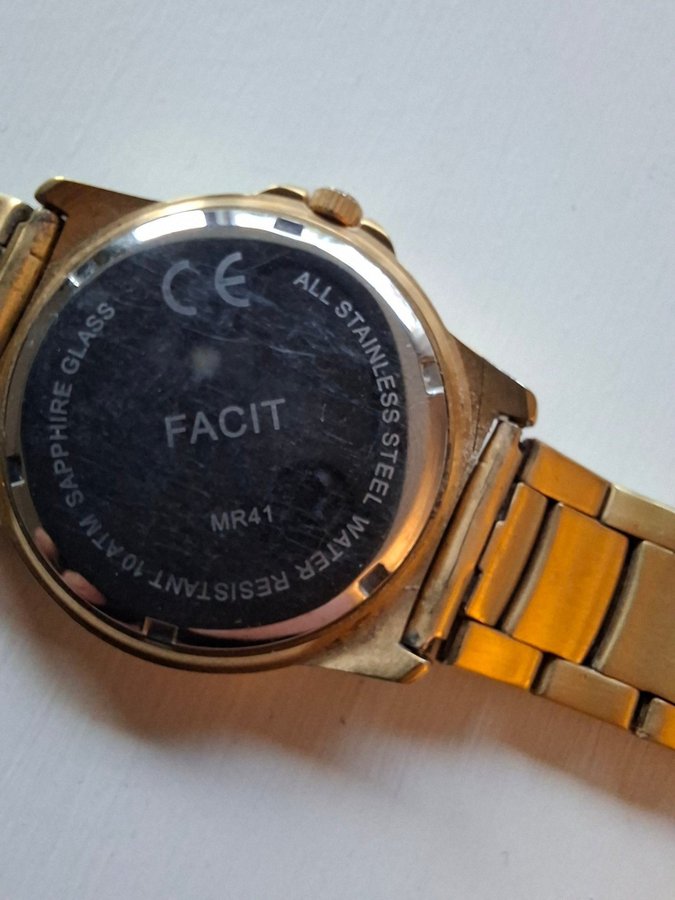 CE
ALL STAINLESS STEEL WATER RESISTANT 10 ATM SAPPHIRE GLASS
FACIT
MR41